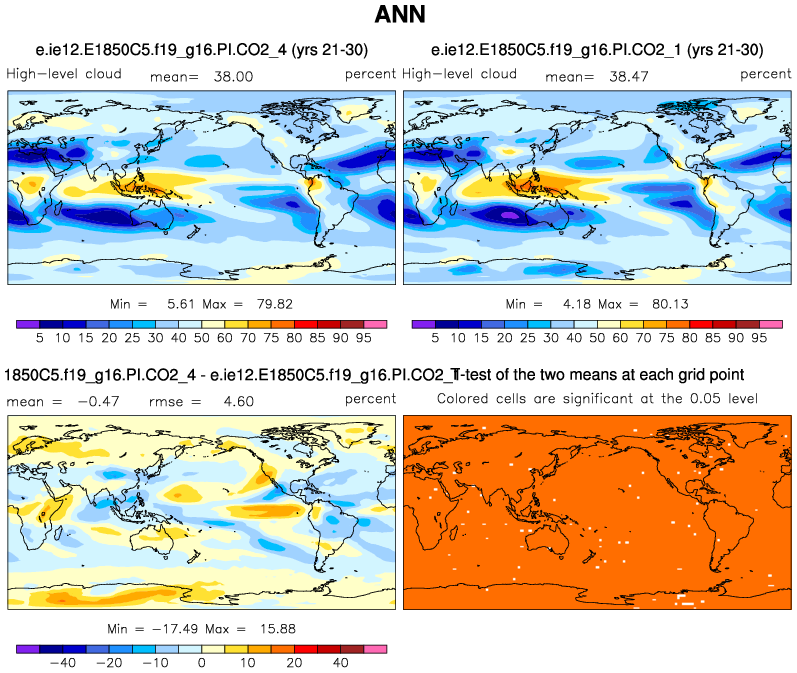 ANN
e.ie12.E1850C5.f19_g16.PI.CO2_4 (yrs 21-30)
High-level cloud mean= 38.00 percent
Min = 5.61 Max = 79.82
5 10 15 20 25 30 40 50 60 70 75 80 85 90 95
e.ie12.E1850C5.f19_g16.PI.CO2_1 (yrs 21-30)
High-level cloud mean= 38.47 percent
Min = 4.18 Max = 80.13
5 10 15 20 25 30 40 50 60 70 75 80 85 90 95
1850C5.f19_g16.PI.CO2_4 - e.ie12.E1850C5.f19_g16.PI.CO2_
mean = -0.47 rmse = 4.60 percent
Min = -17.49 Max = 15.88
-40 -20 -10 -5 0 5 10 20 40
T-test of the two means at each grid point
Colored cells are significant at the 0.05 level